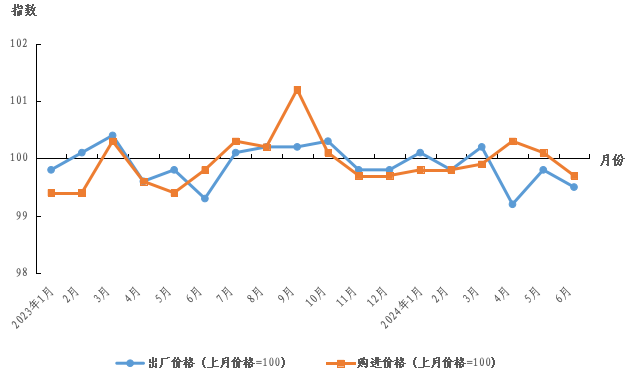 指数
102
101
100
99
98
月份
2023年1月
2月
3月
4月
5月
6月
7月
8月
9月
10月
11月
12月
2024年1月
2月
3月
4月
5月
6月
出厂价格（上月价格=100）
购进价格（上月价格=100）